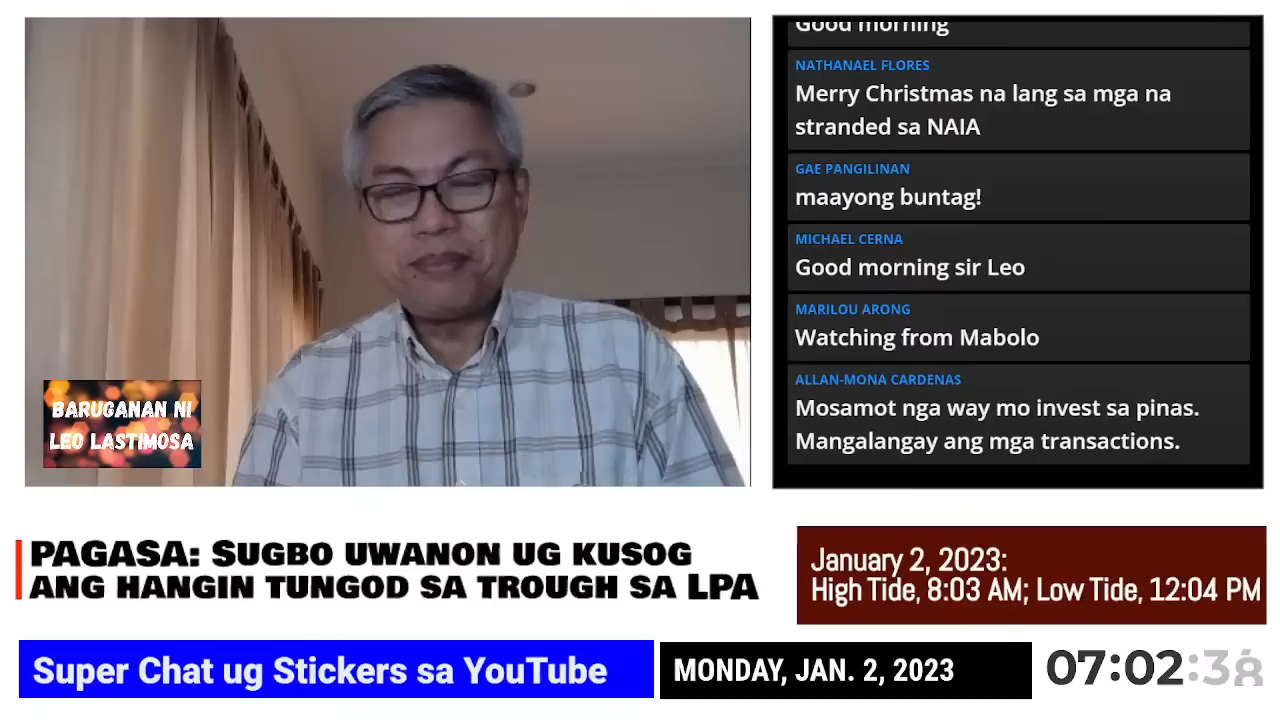 Good morning
NATHANAEL FLORES
Merry Christmas na lang sa mga na
stranded sa NAIA
GAE PANGILINAN
maayong buntag!
MICHAEL CERNA
Good morning sir Leo
MARILOU ARONG
Watching from Mabolo
ALLAN-MONA CARDENAS
Mosamot nga way mo invest sa pinas.
Mangalangay ang mga transactions.
BARUGANAN NI
LEO LASTIMOSA
PAGASA: SUGBO UWANON UG KUSOG
ANG HANGIN TUNGOD SA TROUGH SA LPA
January 2, 2023:
High Tide, 8:03 AM; Low Tide, 12:04 PM
Super Chat ug Stickers sa YouTube
MONDAY, JAN. 2, 2023
07:02